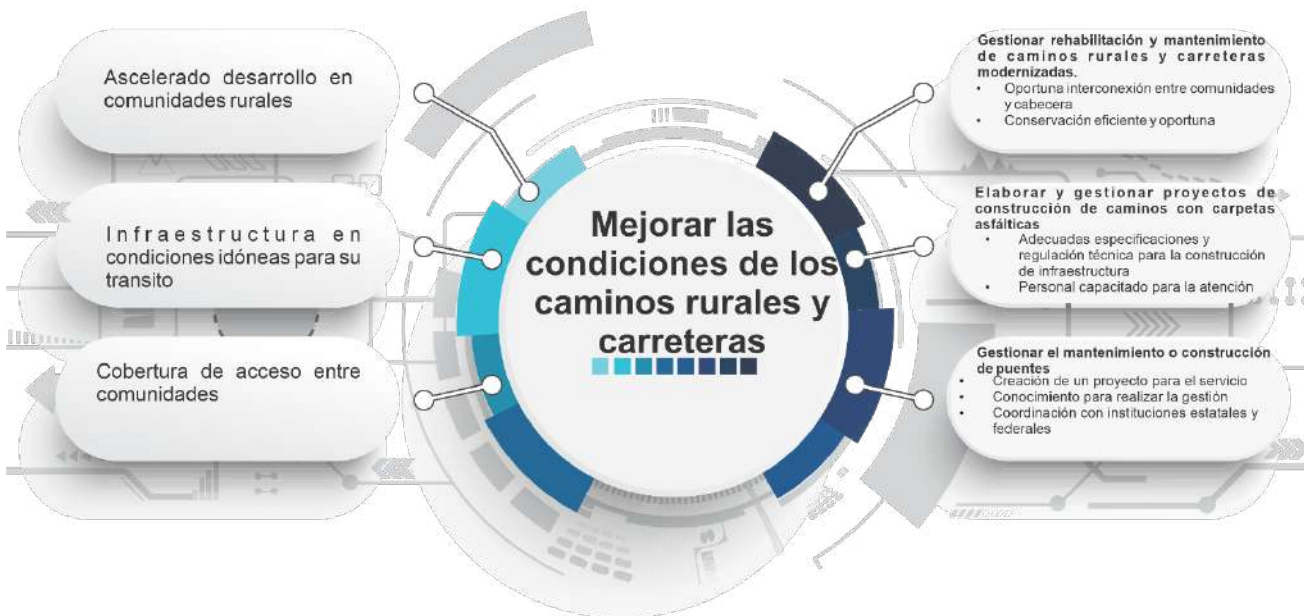 Ascelerado desarrollo en
comunidades rurales
Infraestructura en
condiciones idóneas para su
transito
Cobertura de acceso entre
comunidades
Mejorar las
condiciones de los
caminos rurales y
carreteras
Gestionar rehabilitación y mantenimiento
de caminos rurales y carreteras
modernizadas.
• Oportuna interconexión entre comunidades
y cabecera
• Conservación eficiente y oportuna
Elaborar y gestionar proyectos de
construcción de caminos con carpetas
asfálticas
• Adecuadas especificaciones y
regulación técnica para la construcción
de infraestructura
• Personal capacitado para la atención
Gestionar el mantenimiento o construcción
de puentes
• Creación de un proyecto para el servicio
• Conocimiento para realizar la gestión
• Coordinación con instituciones estatales y
federales